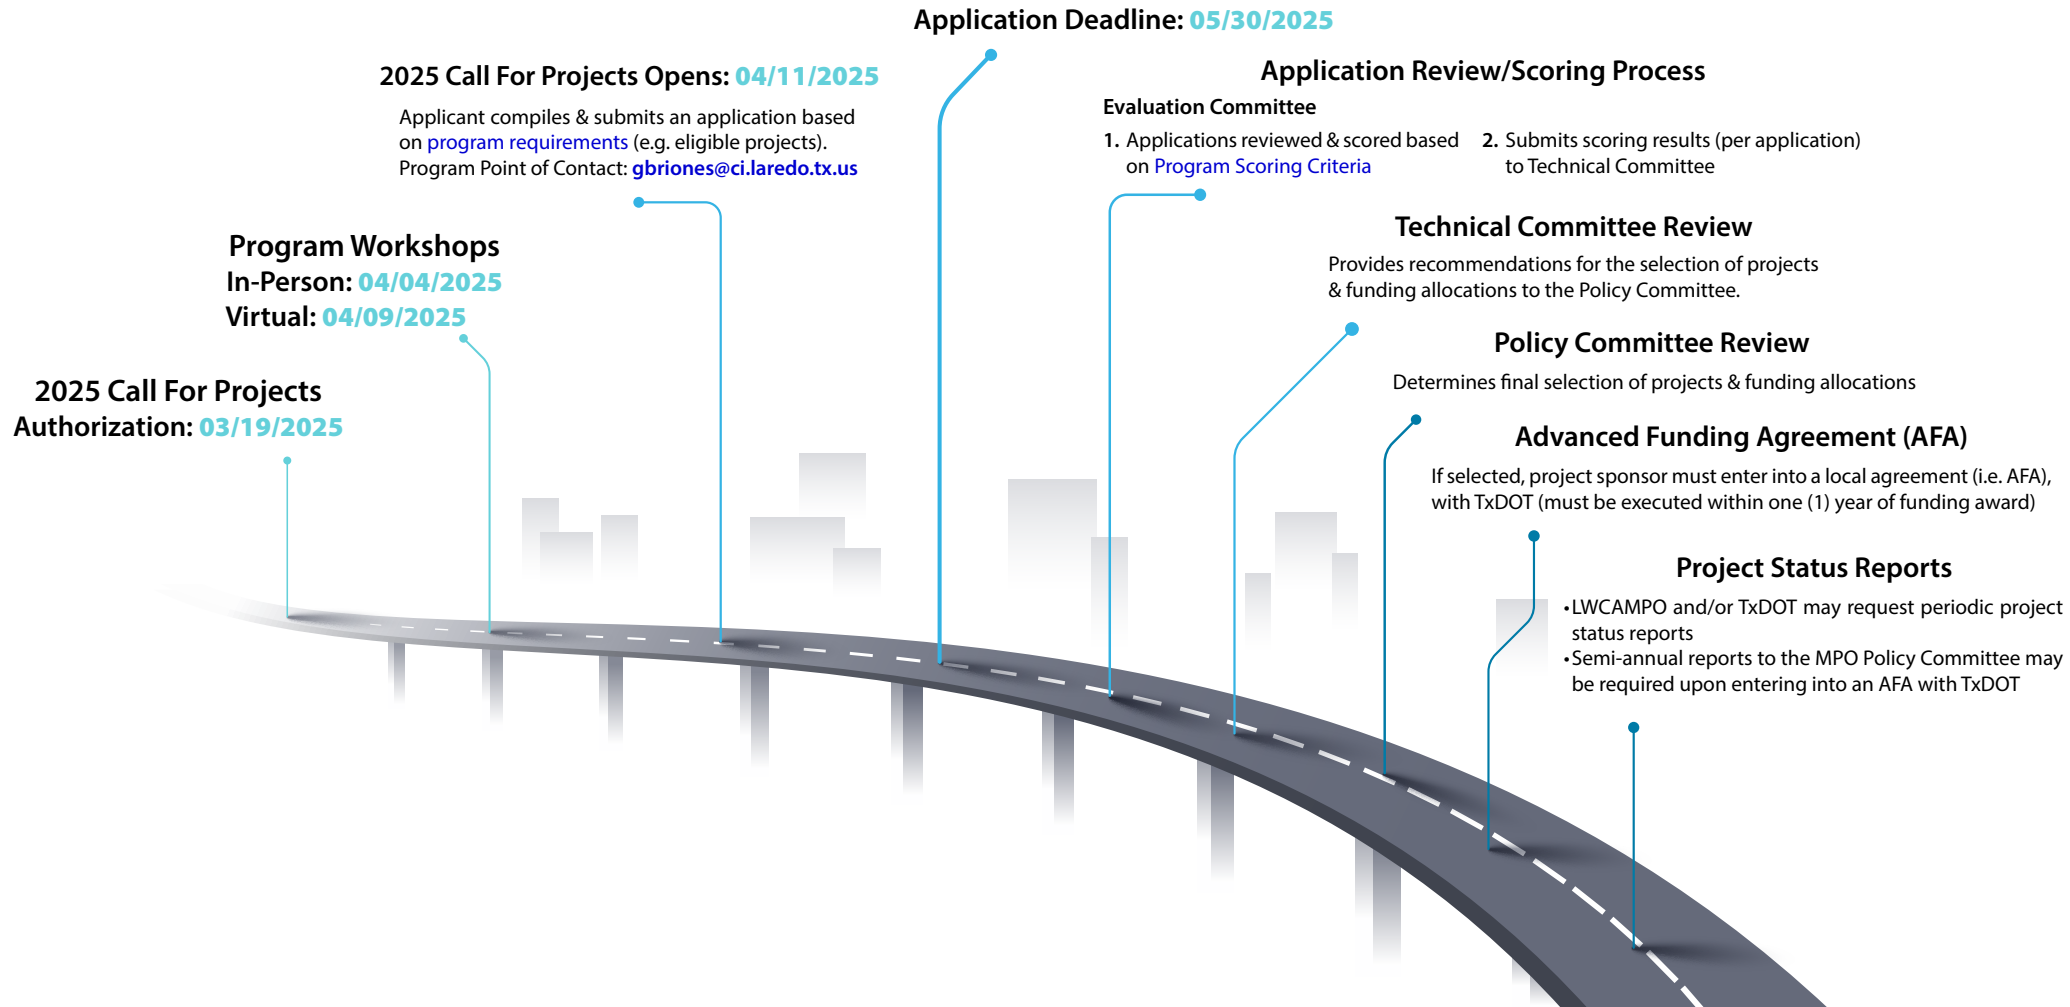 2025 Call For Projects
Authorization: 03/19/2025
Program Workshops
In-Person: 04/04/2025
Virtual: 04/09/2025
2025 Call For Projects Opens: 04/11/2025
Applicant compiles & submits an application based
on program requirements (e.g. eligible projects).
Program Point of Contact: gbriones@ci.laredo.tx.us
Application Deadline: 05/30/2025
Application Review/Scoring Process
Evaluation Committee
1. Applications reviewed & scored based
on Program Scoring Criteria
2. Submits scoring results (per application)
to Technical Committee
Technical Committee Review
Provides recommendations for the selection of projects
& funding allocations to the Policy Committee.
Policy Committee Review
Determines final selection of projects & funding allocations
Advanced Funding Agreement (AFA)
If selected, project sponsor must enter into a local agreement (i.e. AFA),
with TxDOT (must be executed within one (1) year of funding award)
Project Status Reports
•LWCAMPO and/or TxDOT may request periodic project
status reports
•Semi-annual reports to the MPO Policy Committee may
be required upon entering into an AFA with TxDOT